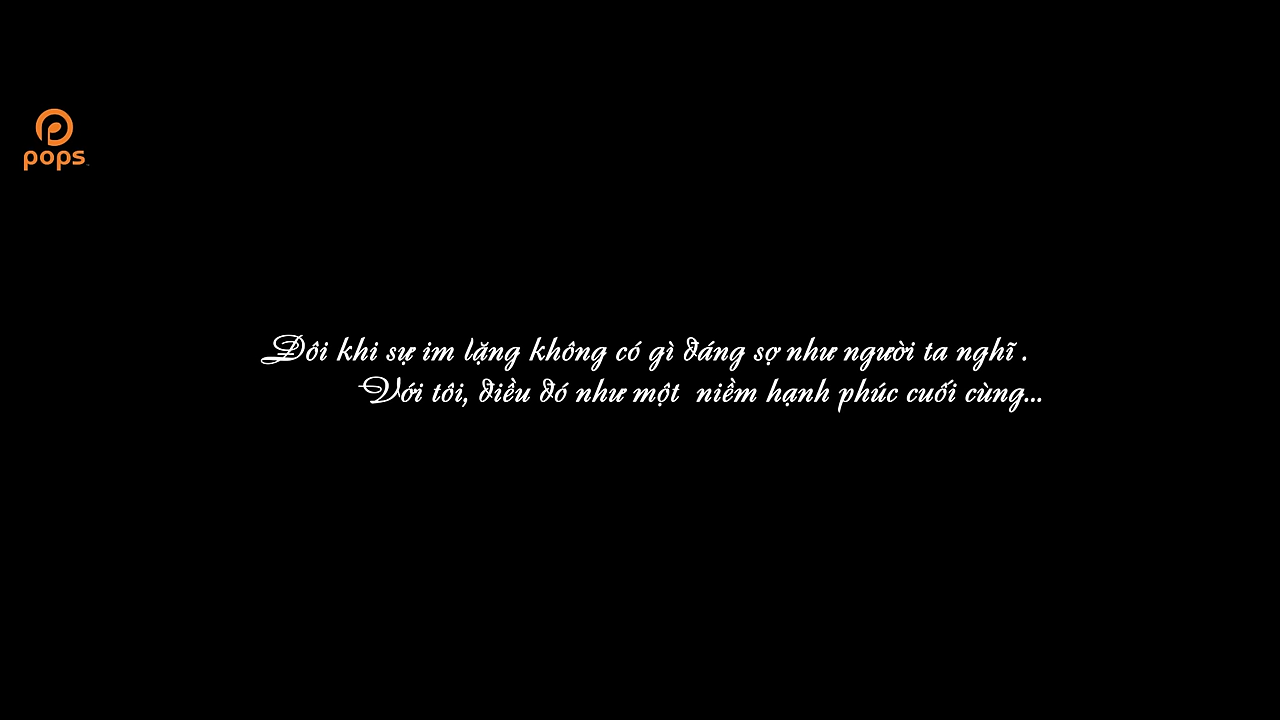 pops
Đôi khi sự im lặng không có gì đáng sợ như người ta nghĩ .
Với tôi, điều đó như một niềm hạnh phúc cuối cùng...